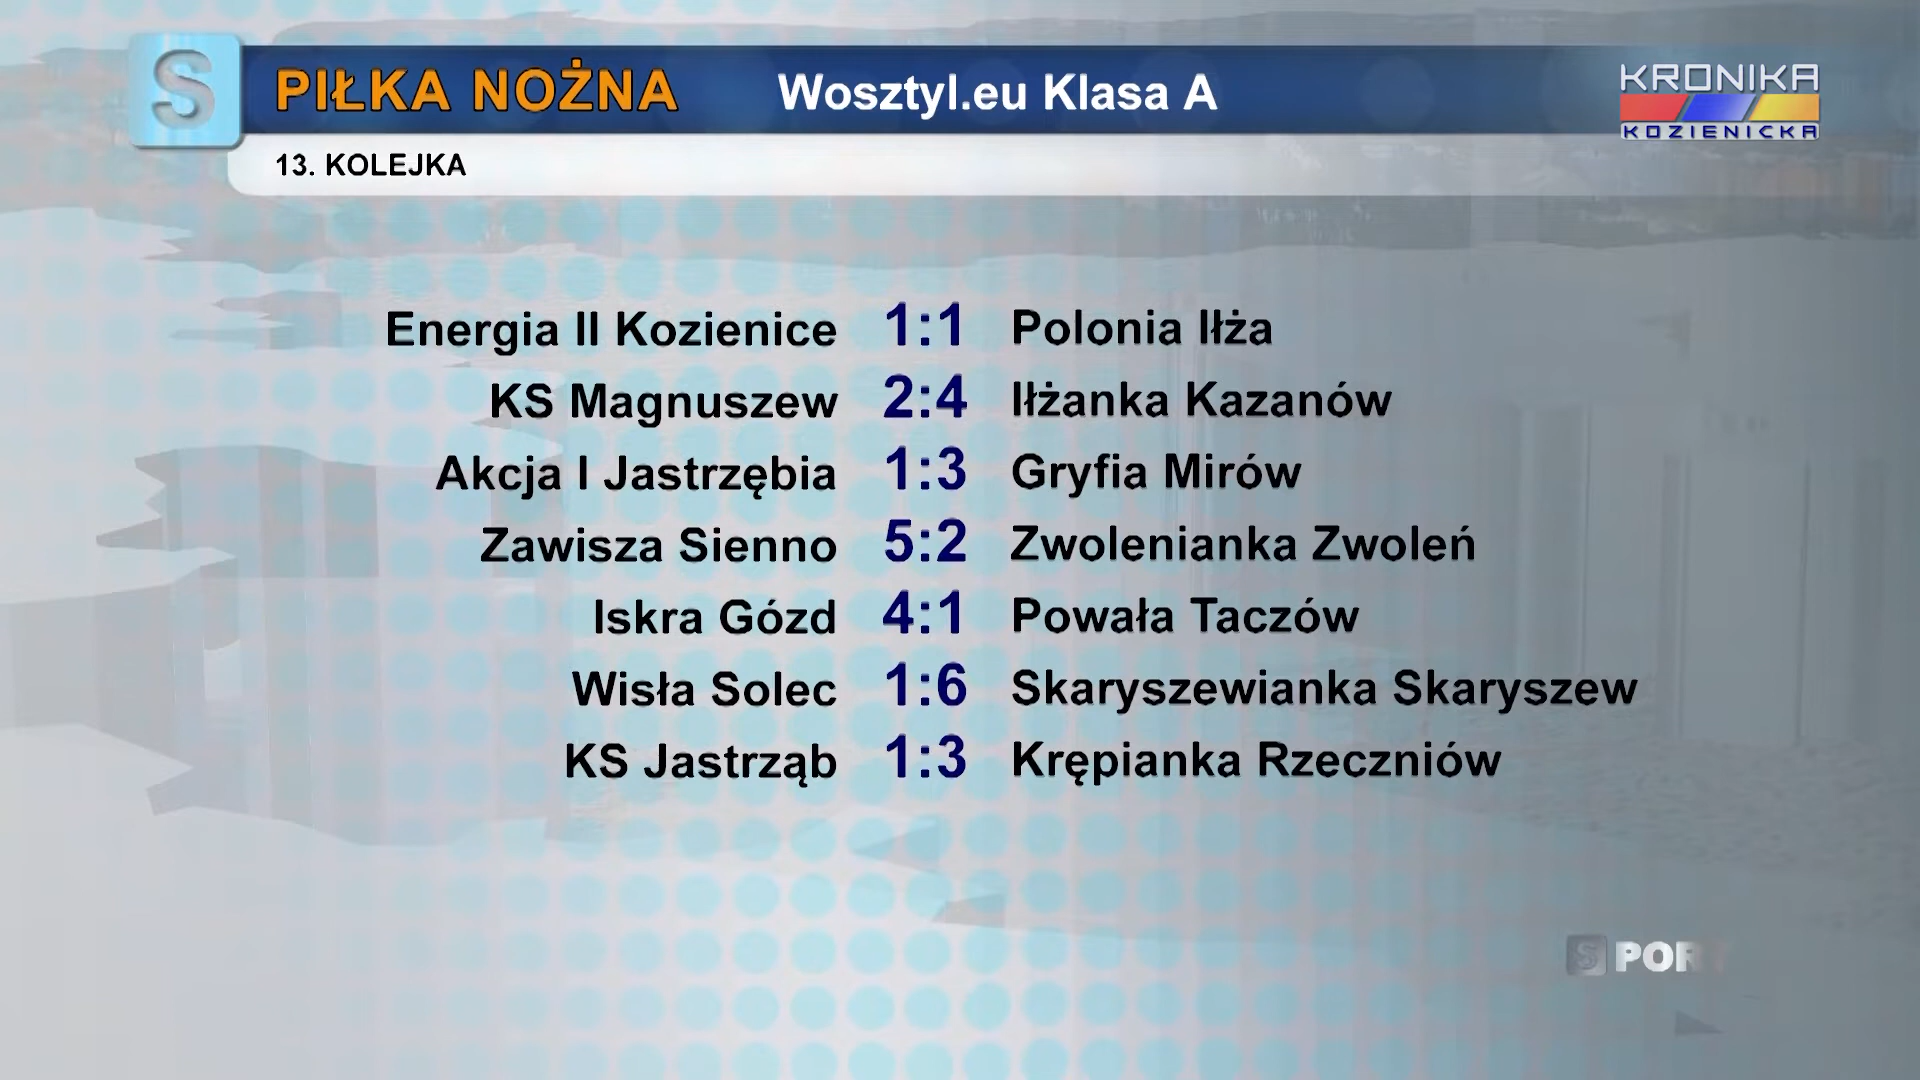 S PIŁKA NOŻNA Wosztyl.eu Klasa A
KRONIKA
KOZIENICKA
13. KOLEJKA
Energia II Kozienice 1:1 Polonia Iłża
KS Magnuszew 2:4 Iłżanka Kazanów
Akcja I Jastrzębia 1:3 Gryfia Mirów
Zawisza Sienno 5:2 Zwolenianka Zwoleń
Iskra Gózd 4:1 Powała Taczów
Wisła Solec 1:6 Skaryszewianka Skaryszew
KS Jastrząb 1:3 Krępianka Rzeczniów
SPORT